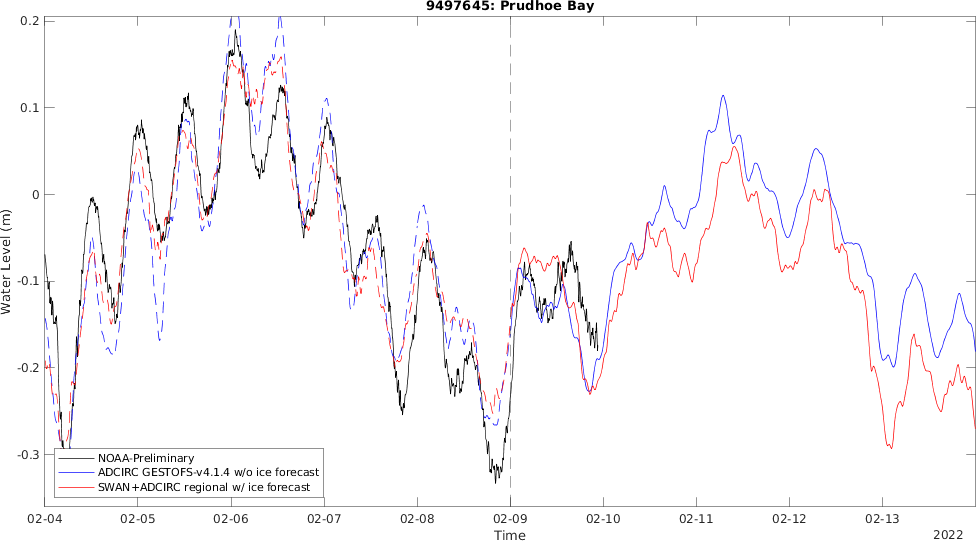 9497645: Prudhoe Bay
0.2
0.1
0
-0.1
-0.2
-0.3
Water Level (m)
NOAA-Preliminary
ADCIRC GESTOFS-v4.1.4 w/o ice forecast
SWAN+ADCIRC regional w/ ice forecast
02-04 02-05 02-06 02-07 02-08 02-09 02-10 02-11 02-12 02-13
Time
2022